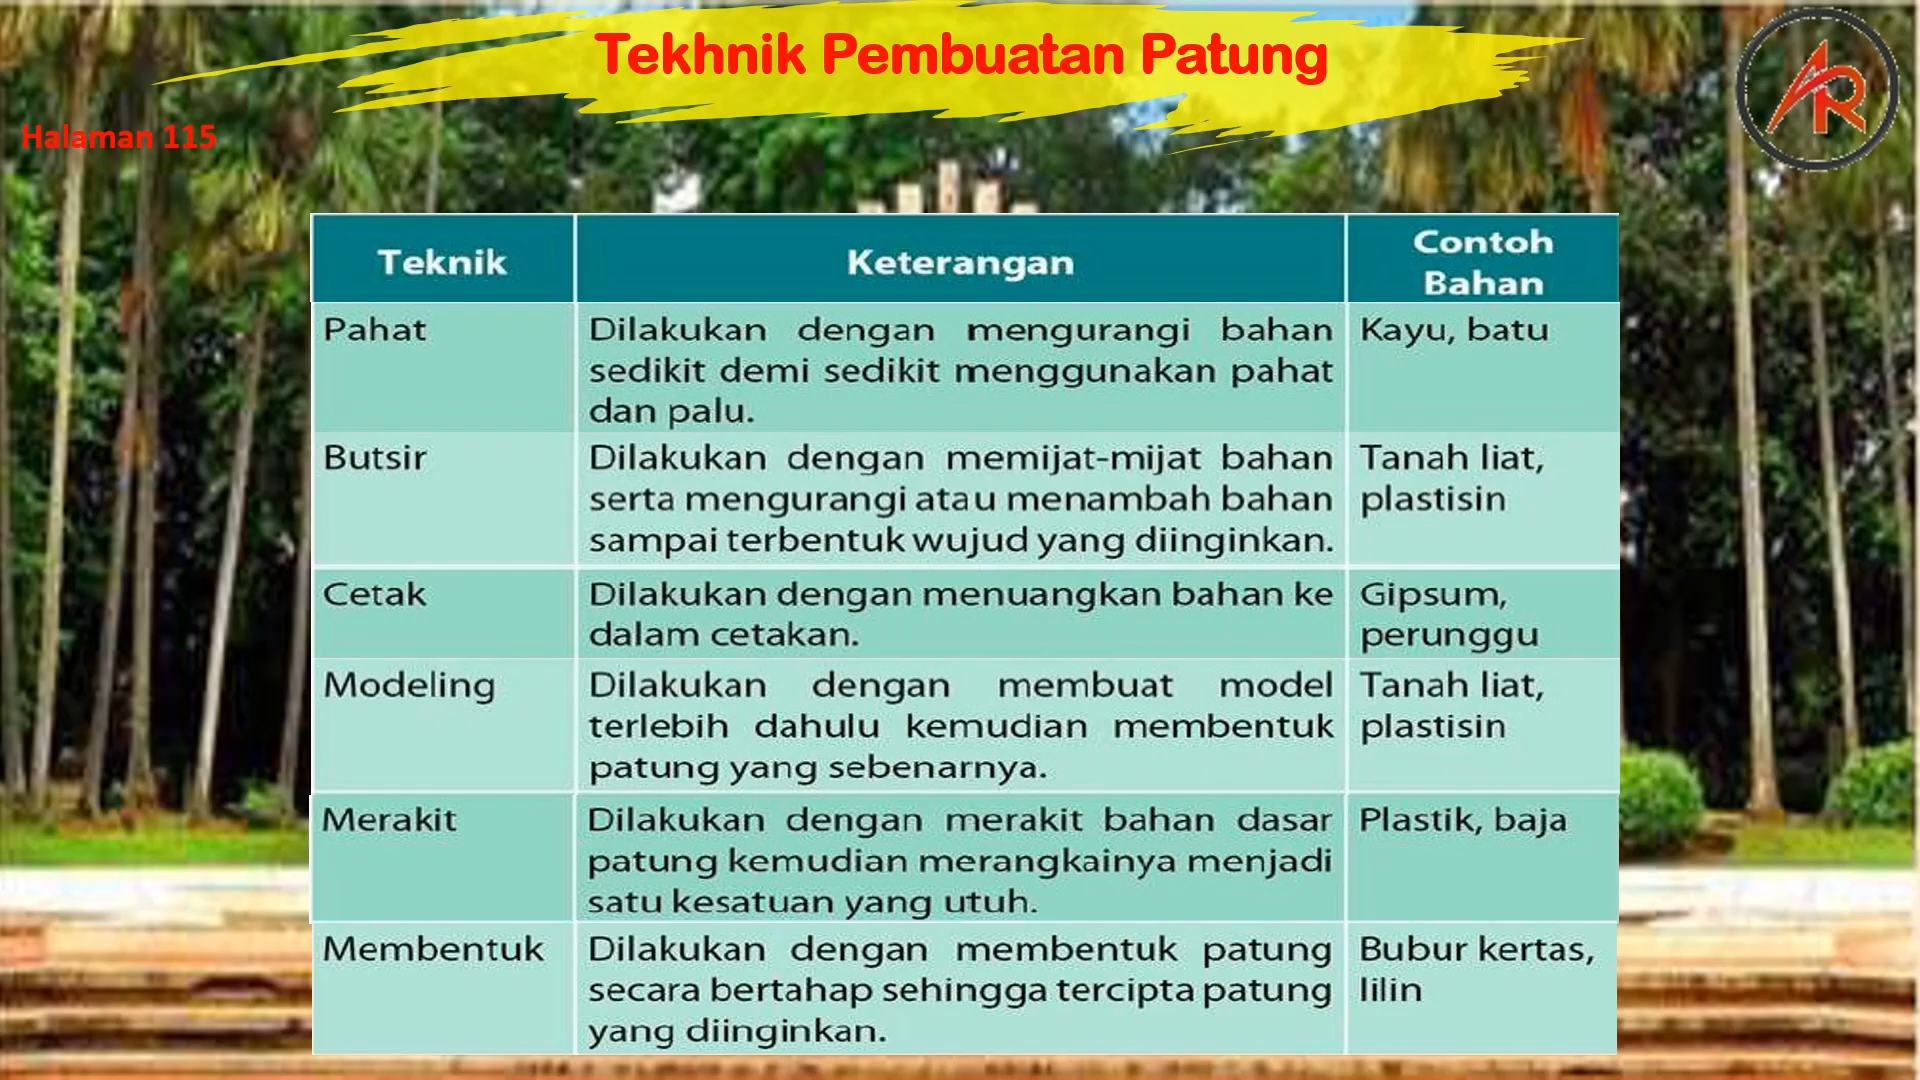 Tekhnik Pembuatan Patung
AR
Halaman 115
Teknik
Keterangan
Contoh
Bahan
Pahat
Dilakukan dengan mengurangi bahan
sedikit demi sedikit menggunakan pahat
dan palu.
Kayu, batu
Butsir
Dilakukan dengan memijat-mijat bahan
serta mengurangi atau menambah bahan
sampai terbentuk wujud yang diinginkan.
Tanah liat,
plastisin
Cetak
Dilakukan dengan menuangkan bahan ke
dalam cetakan.
Gipsum,
perunggu
Modeling
Dilakukan dengan membuat model
terlebih dahulu kemudian membentuk
patung yang sebenarnya.
Tanah liat,
plastisin
Merakit
Dilakukan dengan merakit bahan dasar
patung kemudian merangkainya menjadi
satu kesatuan yang utuh.
Plastik, baja
Membentuk
Dilakukan dengan membentuk patung
secara bertahap sehingga tercipta patung
yang diinginkan.
Bubur kertas,
lilin